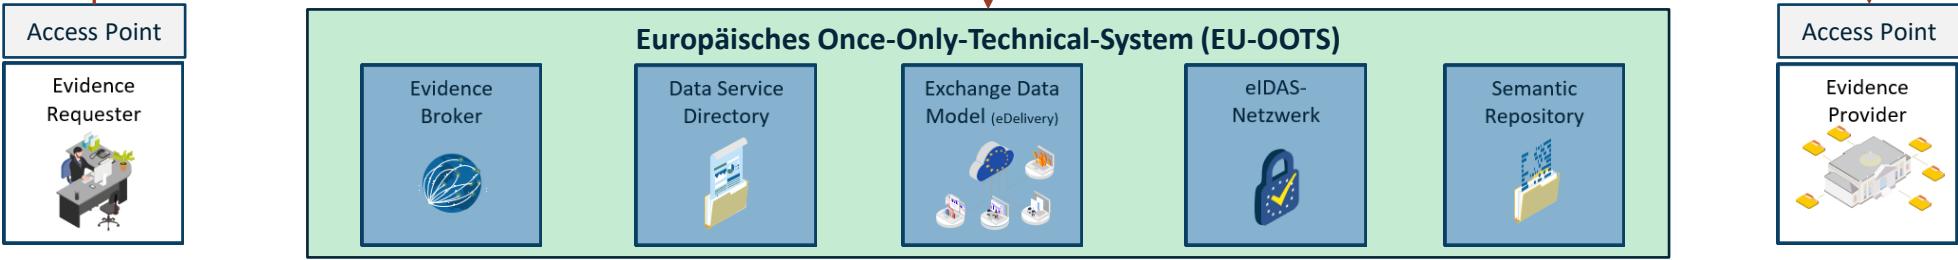 Access Point
Evidence
Requester
Europäisches Once-Only-Technical-System (EU-OOTS)
Evidence
Broker
Data Service
Directory
Exchange Data
Model (eDelivery)
eIDAS-
Netzwerk
Semantic
Repository
Access Point
Evidence
Provider